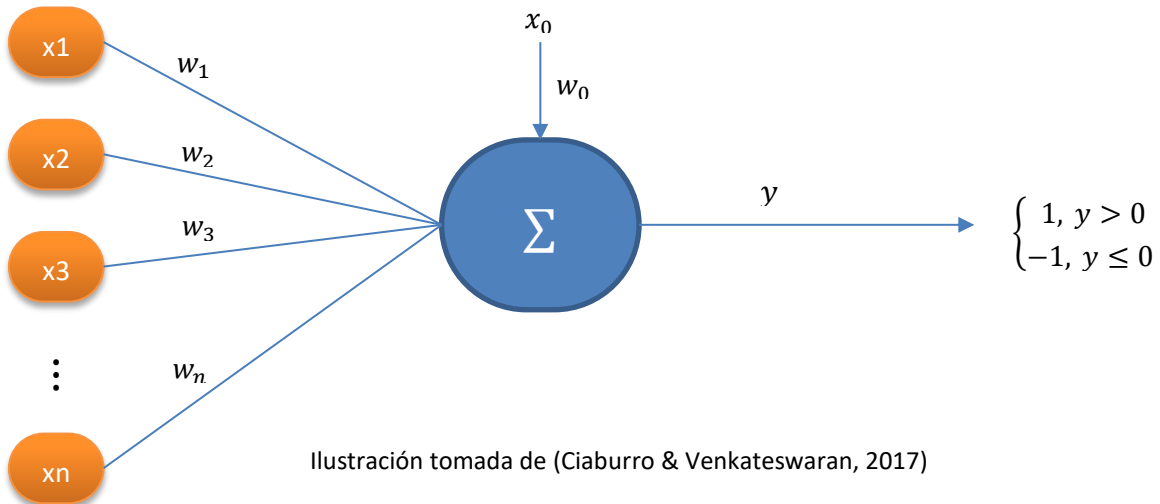 x1
x2
x3
⋮
xn
w₁
w₂
w₃
wₙ
x₀
w₀
Σ
y
{ 1, y > 0
−1, y ≤ 0
Ilustración tomada de (Ciaburro & Venkateswaran, 2017)